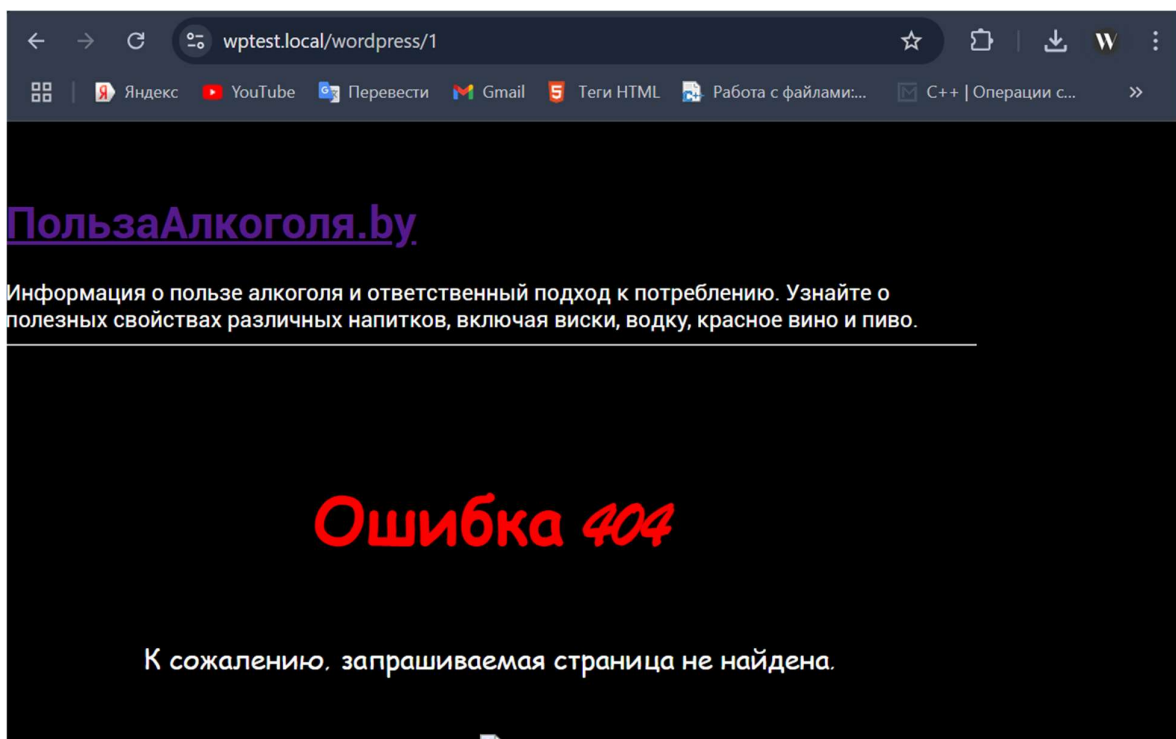 wptest.local/wordpress/1
Яндекс YouTube Перевести Gmail Теги HTML Работа с файлами:... C++ | Операции с... »
ПользаАлкоголя.by
Информация о пользе алкоголя и ответственный подход к потреблению. Узнайте о
полезных свойствах различных напитков, включая виски, водку, красное вино и пиво.
Ошибка 404
К сожалению, запрашиваемая страница не найдена.